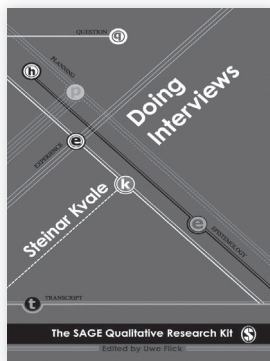 QUESTION q
PLANNING
h
p
Doing
Interviews
EXPERIENCE e
k
Steinar Kvale
e
EPISTEMOLOGY
t
TRANSCRIPT
The SAGE Qualitative Research Kit S
Edited by Uwe Flick